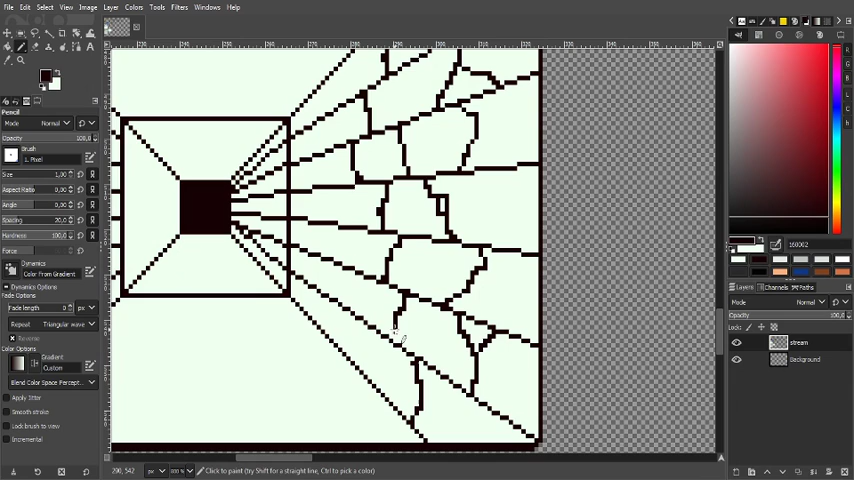 File Edit Select View Image Layer Colors Tools Filters Windows Help
Pencil
Mode Normal
Opacity 100,0
Brush
1. Pixel
Size 1,00
Aspect Ratio 0,00
Angle 0,00
Spacing 20,0
Hardness 100,0
Force
Dynamics
Color From Gradient
Dynamics Options
Fade Options
Fade length 0 px
Repeat Triangular wave
Reverse
Color Options
Gradient
Custom
Blend Color Space Percept...
Apply Jitter
Smooth stroke
Lock brush to view
Incremental
290, 542 px Click to paint (try Shift for a straight line, Ctrl to pick a color)
R
G
B
L
C
h
160002
Layers Channels Paths
Mode Normal
Opacity 100,0
Lock:
stream
Background